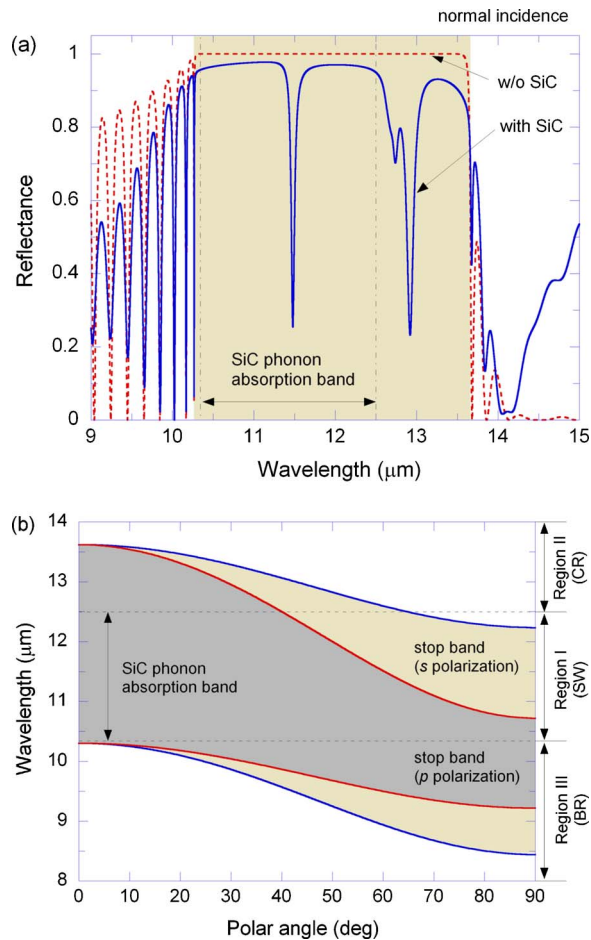 normal incidence
(a)
1
0.8
0.6
0.4
0.2
0
Reflectance
w/o SiC
with SiC
SiC phonon
absorption band
9
10
11
12
13
14
15
Wavelength (μm)
(b)
14
13
12
11
10
9
8
Wavelength (μm)
SiC phonon
absorption band
stop band
(s polarization)
stop band
(p polarization)
Region II
(CR)
Region I
(SW)
Region III
(BR)
0
10
20
30
40
50
60
70
80
90
Polar angle (deg)